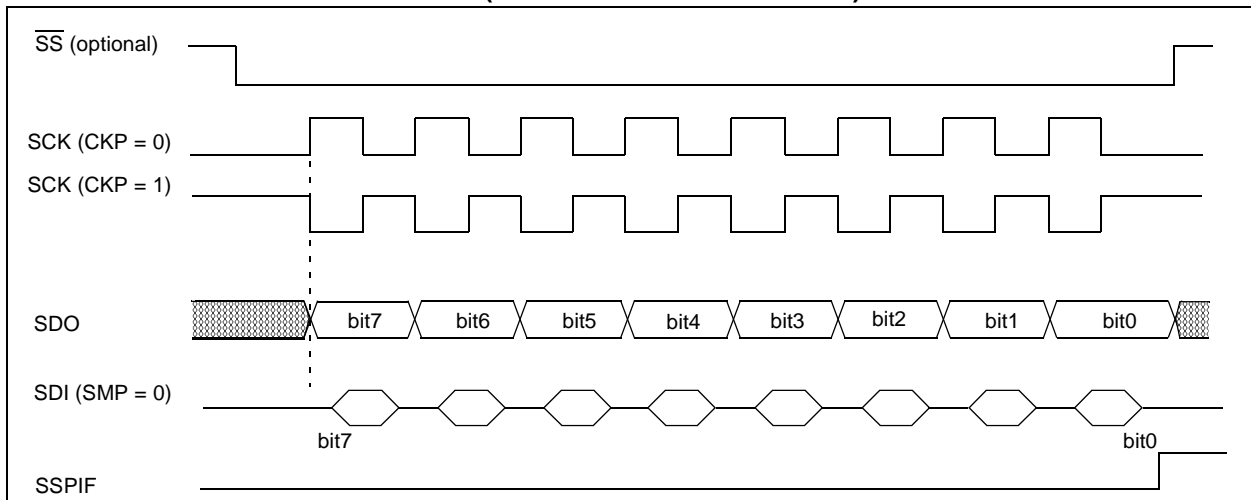 SS (optional)
SCK (CKP = 0)
SCK (CKP = 1)
SDO
bit7 bit6 bit5 bit4 bit3 bit2 bit1 bit0
SDI (SMP = 0)
bit7 bit0
SSPIF